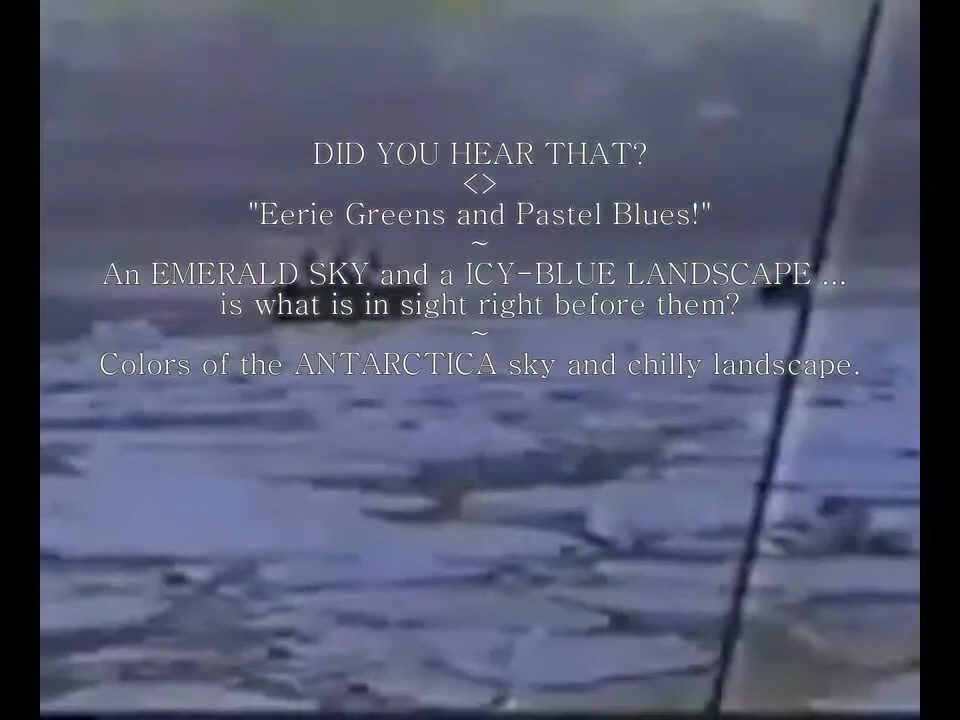 DID YOU HEAR THAT?
<>
"Eerie Greens and Pastel Blues!"
~
An EMERALD SKY and a ICY-BLUE LANDSCAPE ...
is what is in sight right before them?
~
Colors of the ANTARCTICA sky and chilly landscape.